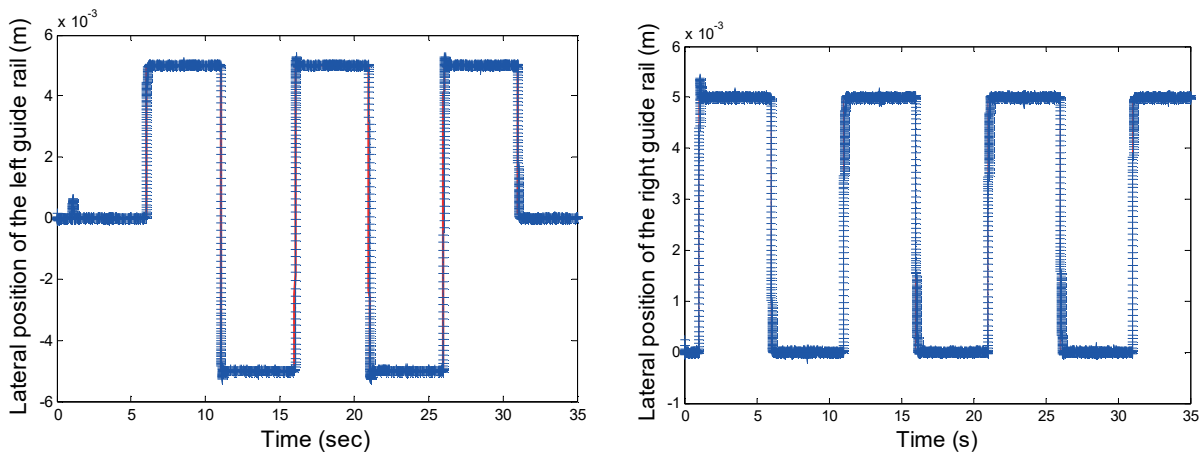 x 10⁻³
6
4
2
0
-2
-4
-6
0 5 10 15 20 25 30 35
Time (sec)
Lateral position of the left guide rail (m)
x 10⁻³
6
5
4
3
2
1
0
-1
0 5 10 15 20 25 30 35
Time (s)
Lateral position of the right guide rail (m)